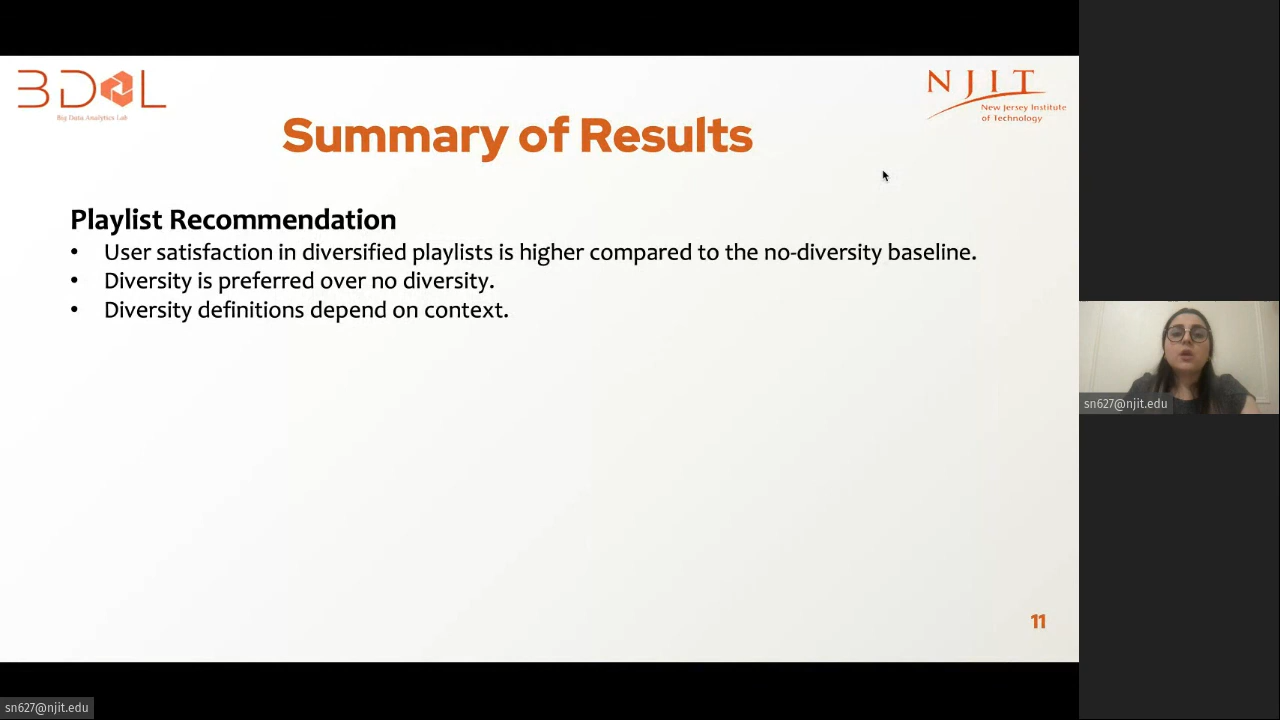 BDaL
Big Data Analytics Lab
NJIT
New Jersey Institute
of Technology
Summary of Results
Playlist Recommendation
• User satisfaction in diversified playlists is higher compared to the no-diversity baseline.
• Diversity is preferred over no diversity.
• Diversity definitions depend on context.
sn627@njit.edu
11
sn627@njit.edu